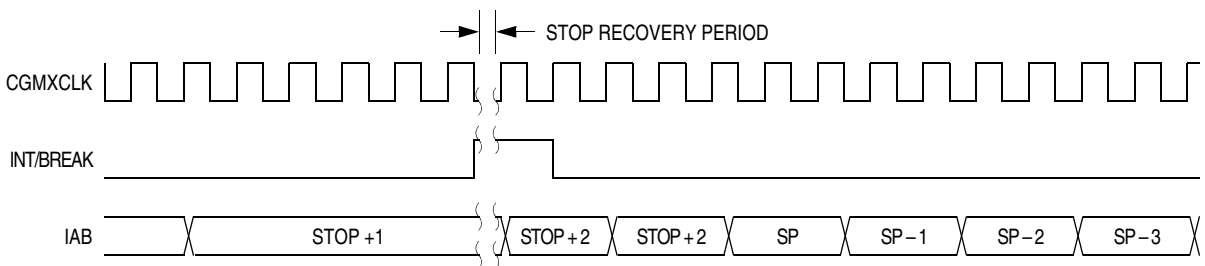 STOP RECOVERY PERIOD
CGMXCLK
INT/BREAK
IAB STOP +1 STOP + 2 STOP + 2 SP SP – 1 SP – 2 SP – 3